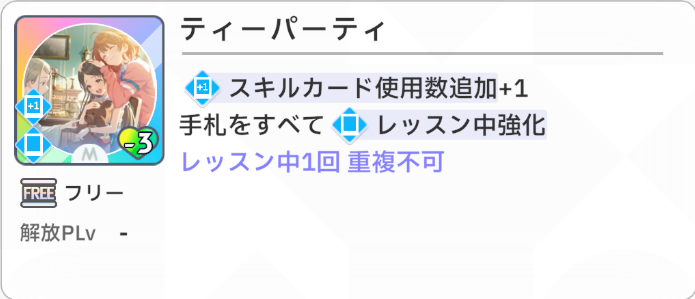 ティーパーティ
+1 スキルカード使用数追加+1
手札をすべて レッスン中強化
レッスン中1回 重複不可
+1
-3
M
FREE フリー
解放PLv -